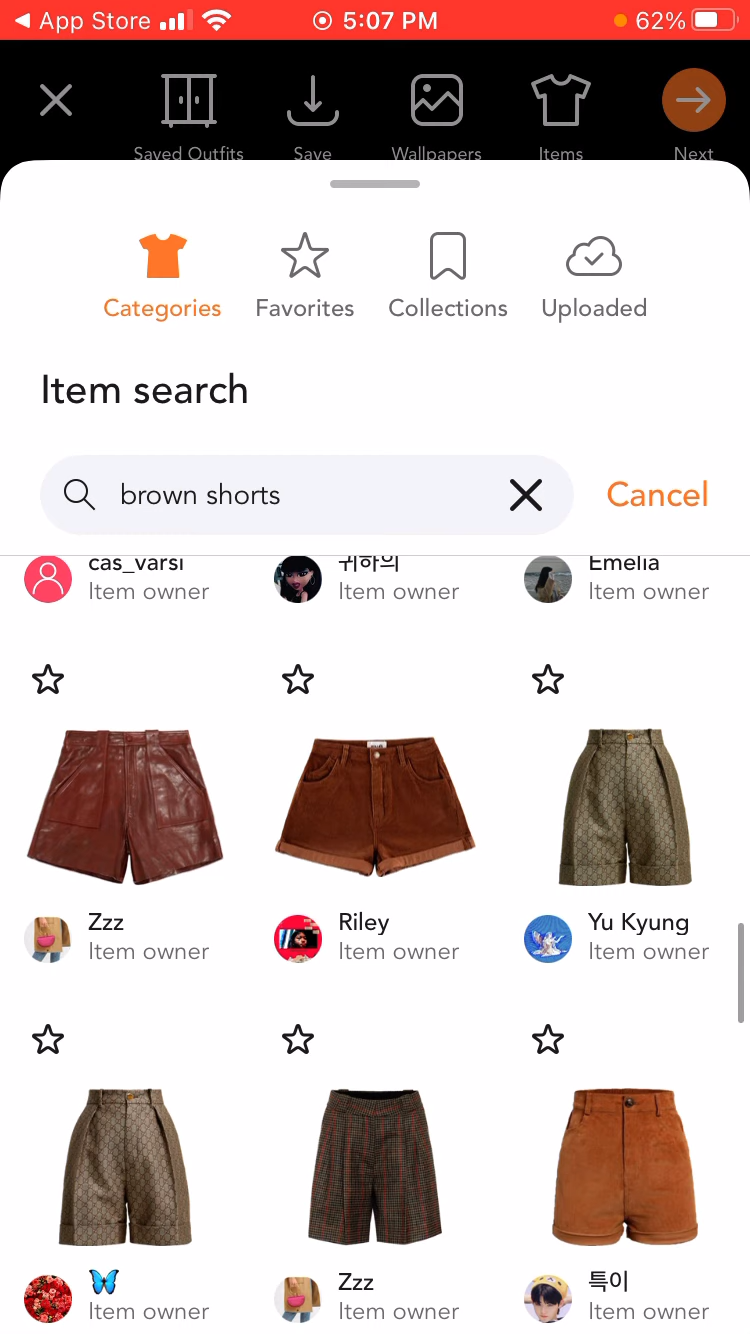 App Store
5:07 PM
62%
Saved Outfits
Save
Wallpapers
Items
Next
Categories
Favorites
Collections
Uploaded
Item search
brown shorts
Cancel
cas_varsi
Item owner
귀하의
Item owner
Emelia
Item owner
Zzz
Item owner
Riley
Item owner
Yu Kyung
Item owner
🦋
Item owner
Zzz
Item owner
특이
Item owner